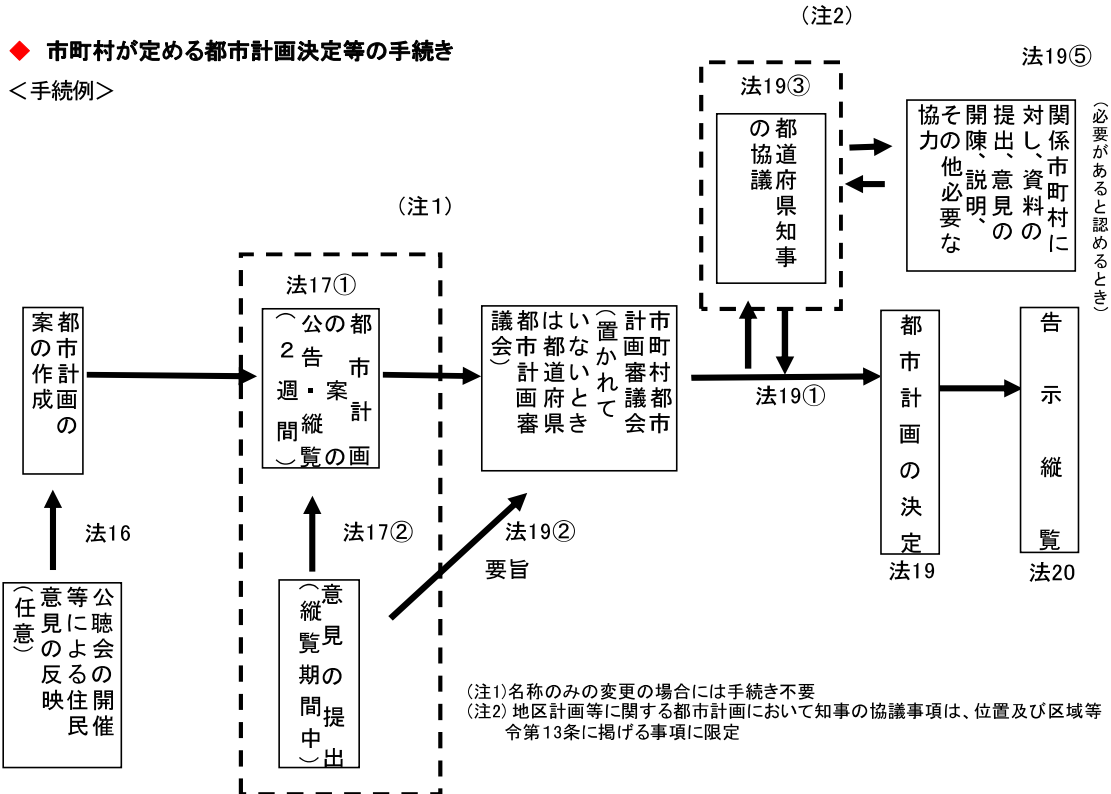 ◆ 市町村が定める都市計画決定等の手続き
＜手続例＞
（注2）
法19⑤
法19③
都道府県知事
の協議
関係市町村に
対し、資料の
提出、意見の
開陳、説明、
その他必要な
協力
（必要があると認めるとき）
（注1）
法17①
都市計画の
案の作成
都市計画
の案の
公告・縦覧
（２週間）
市町村都市
計画審議会
（置かれて
いないとき
は都道府県
都市計画審
議会）
法19①
都市計画の決定
告示縦覧
法16
法17②
法19②
要旨
法19
法20
公聴会の開催
等による住民
意見の反映
（任意）
意見の提出
（縦覧期間中）
（注1）名称のみの変更の場合には手続き不要
（注2）地区計画等に関する都市計画において知事の協議事項は、位置及び区域等
令第13条に掲げる事項に限定